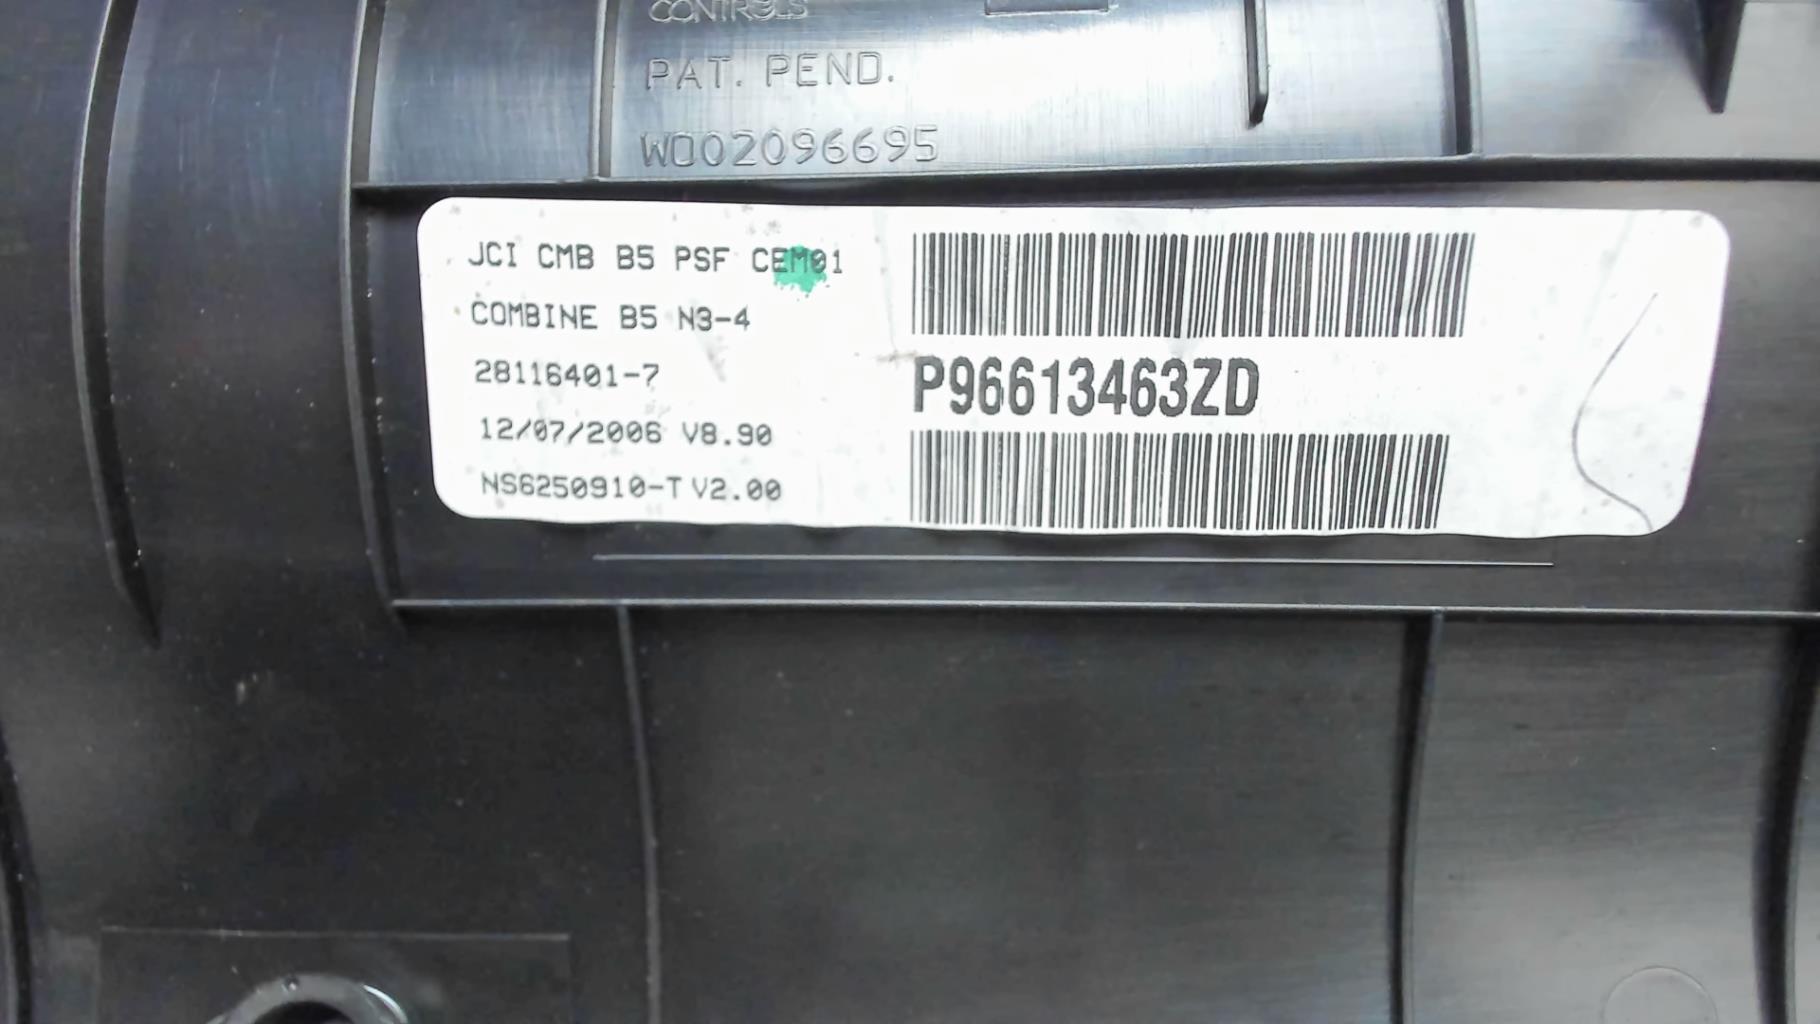 CONTROLS
PAT. PEND.
WO02096695
JCI CMB B5 PSF CEM01
COMBINE B5 N3-4
28116401-7
12/07/2006 V8.90
NS6250910-T V2.00
P96613463ZD